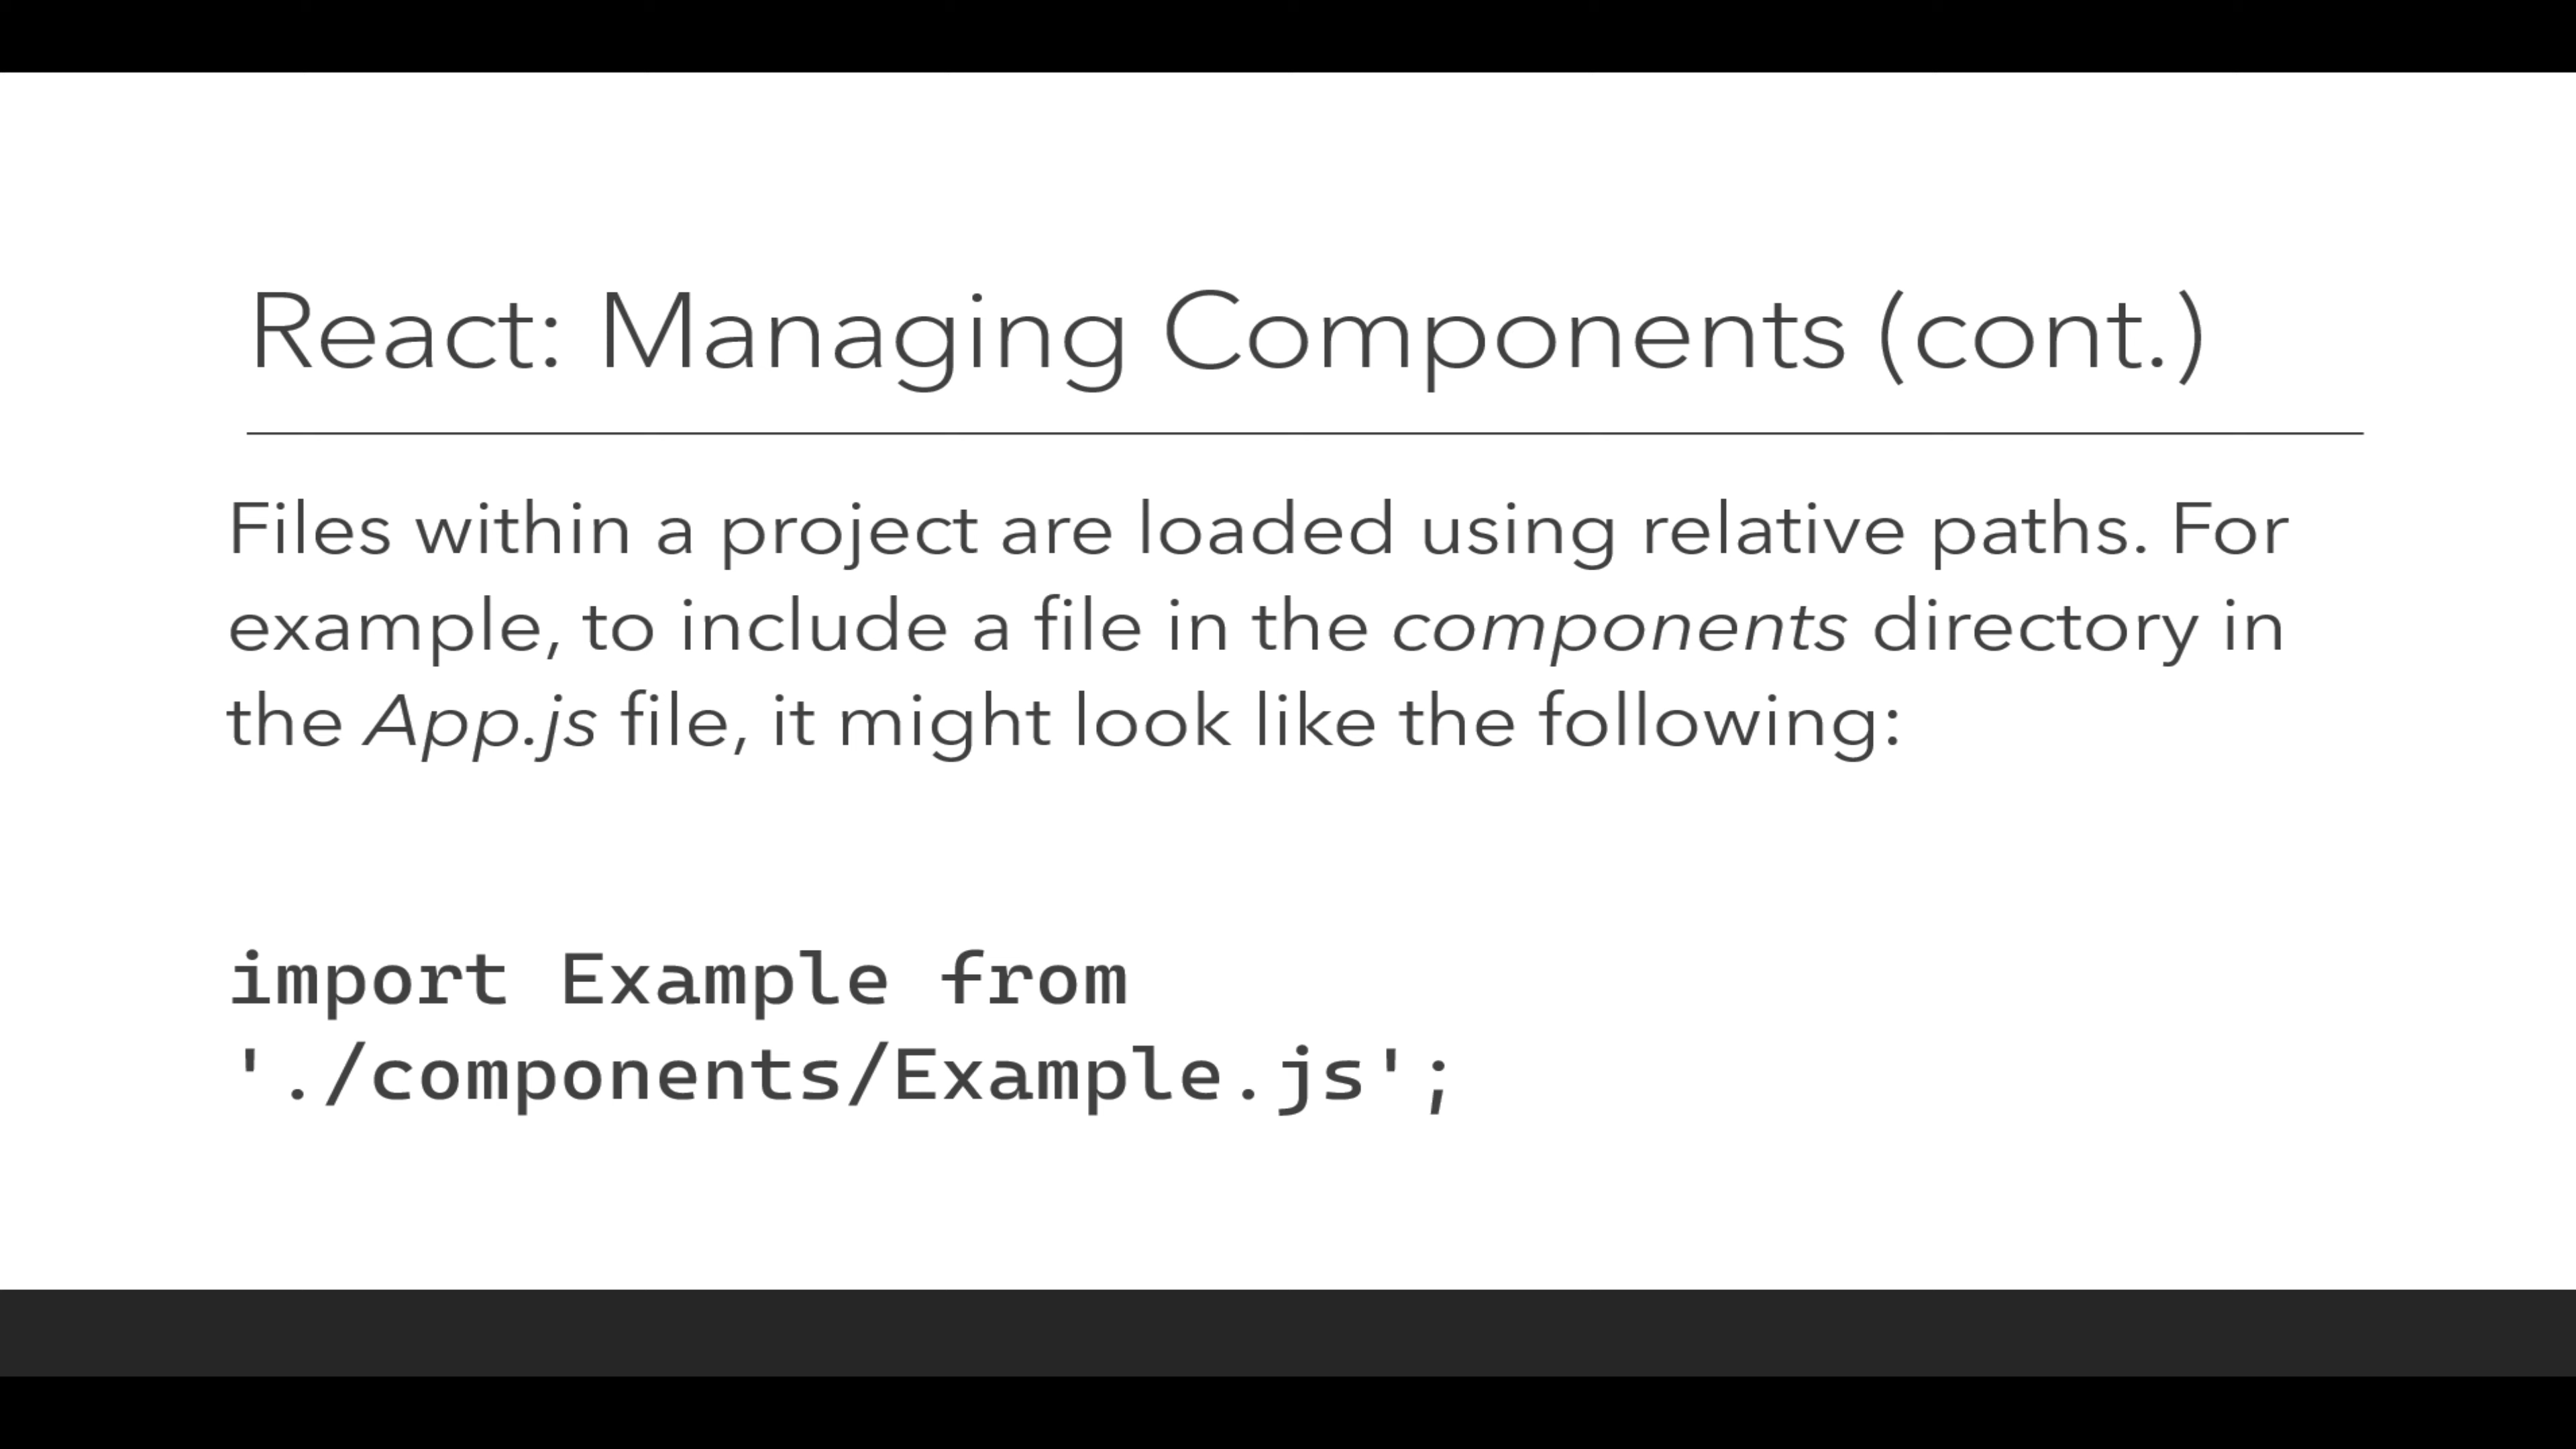 React: Managing Components (cont.)
Files within a project are loaded using relative paths. For
example, to include a file in the components directory in
the App.js file, it might look like the following:
import Example from
'./components/Example.js';